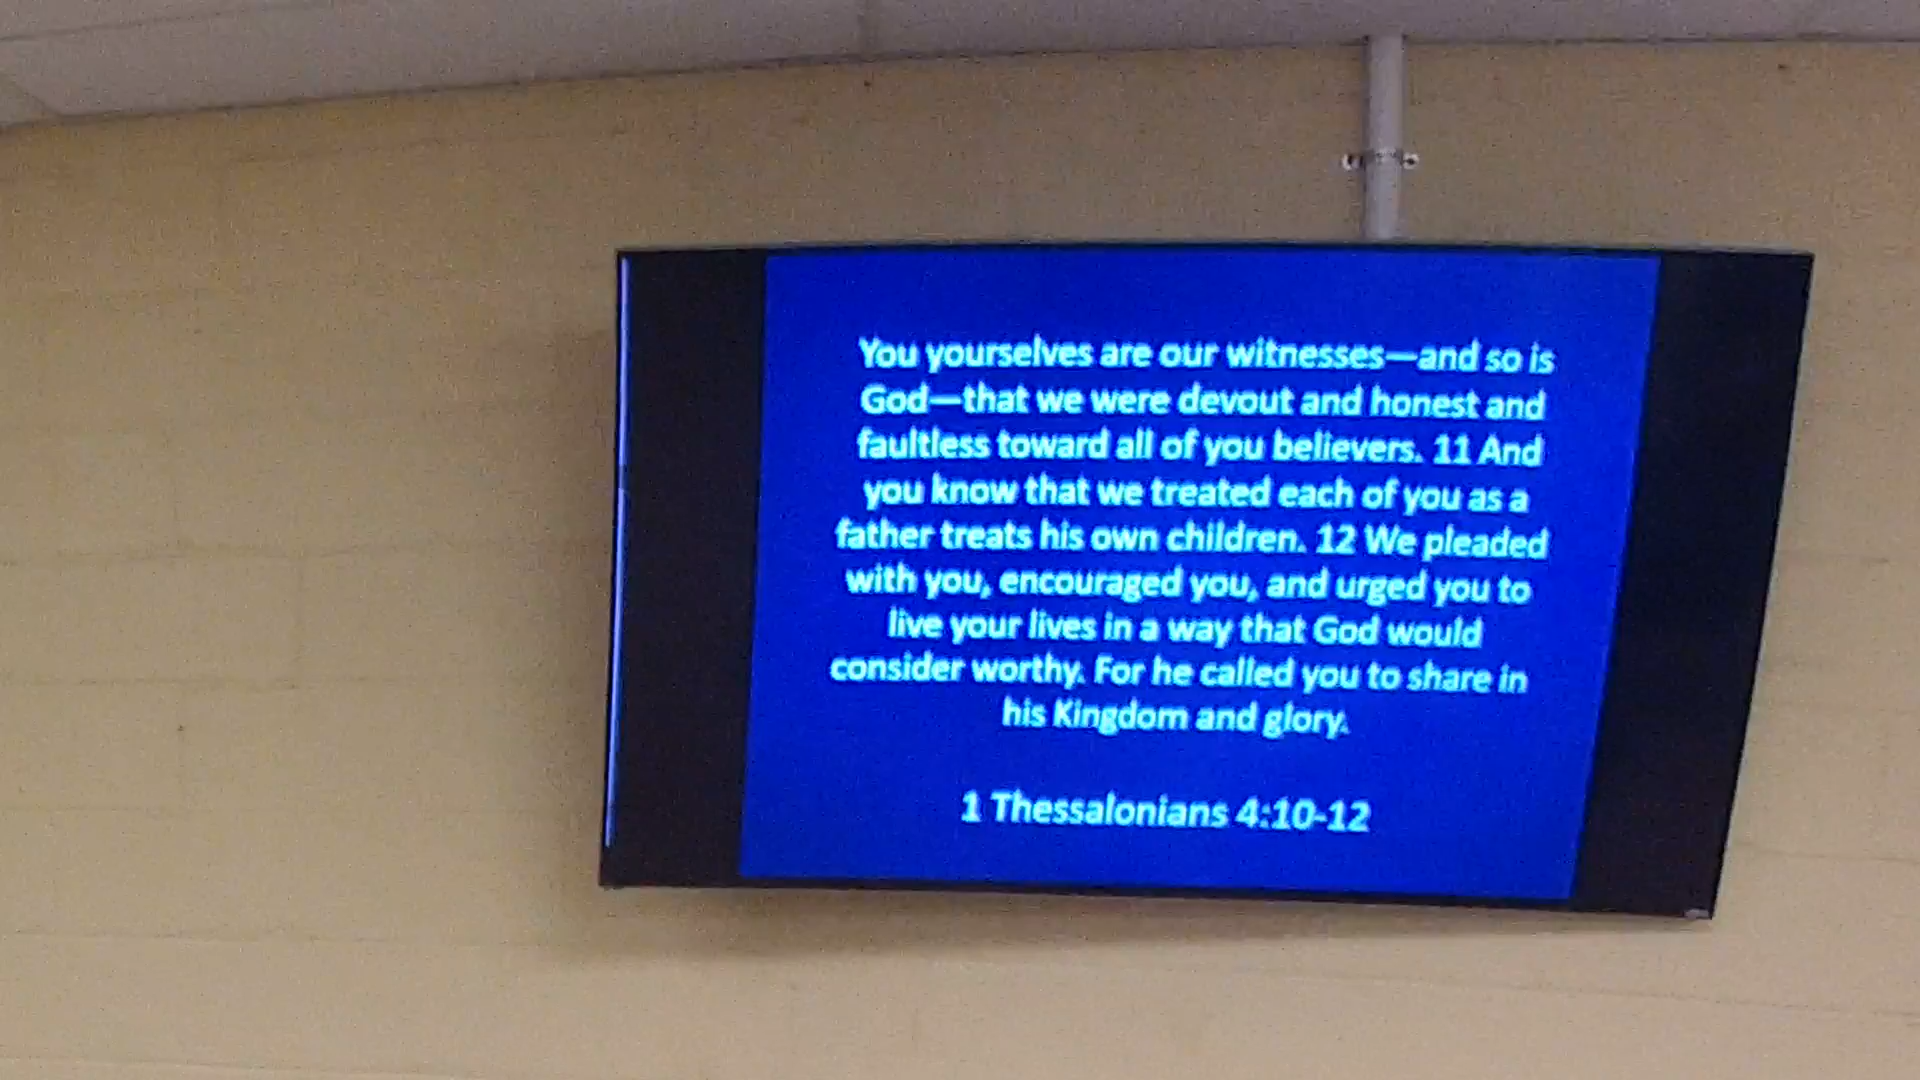 You yourselves are our witnesses—and so is
God—that we were devout and honest and
faultless toward all of you believers. 11 And
you know that we treated each of you as a
father treats his own children. 12 We pleaded
with you, encouraged you, and urged you to
live your lives in a way that God would
consider worthy. For he called you to share in
his Kingdom and glory.
1 Thessalonians 4:10-12